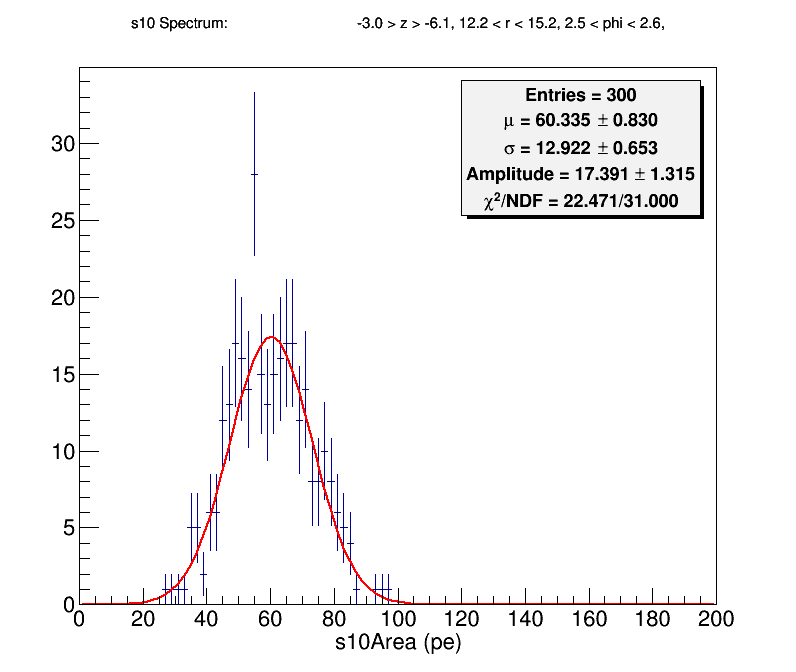 s10 Spectrum: -3.0 > z > -6.1, 12.2 < r < 15.2, 2.5 < phi < 2.6,
Entries = 300
μ = 60.335 ± 0.830
σ = 12.922 ± 0.653
Amplitude = 17.391 ± 1.315
χ²/NDF = 22.471/31.000
30
25
20
15
10
5
0
0 20 40 60 80 100 120 140 160 180 200
s10Area (pe)